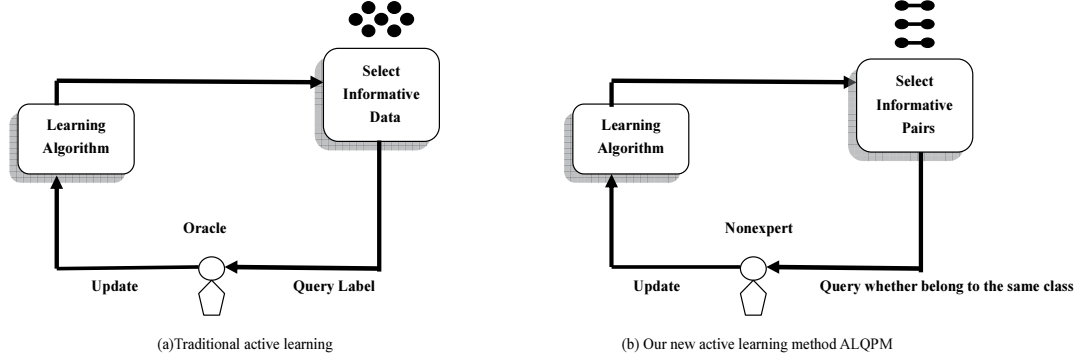 Select
Informative
Data
Learning
Algorithm
Oracle
Update
Query Label
(a)Traditional active learning
Select
Informative
Pairs
Learning
Algorithm
Nonexpert
Update
Query whether belong to the same class
(b) Our new active learning method ALQPM